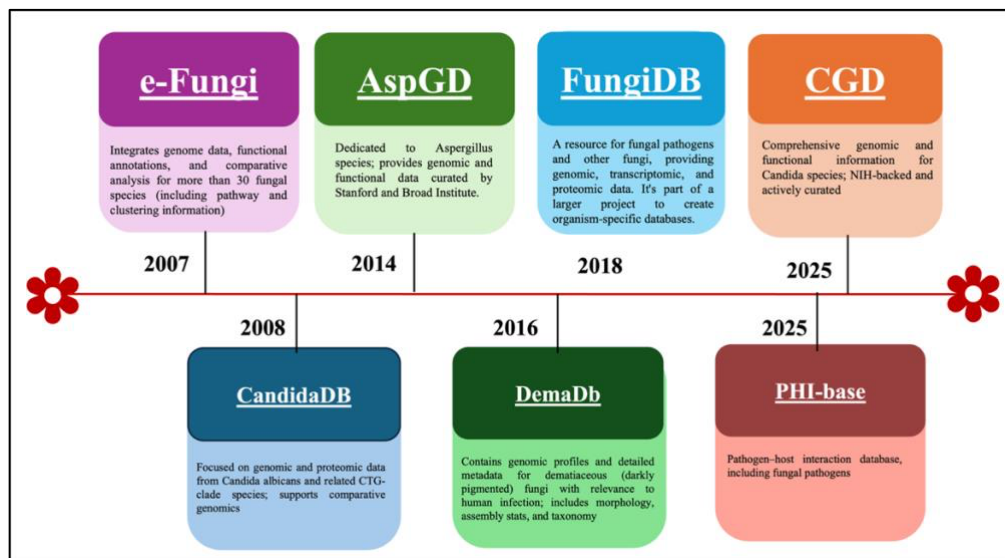 e-Fungi
Integrates genome data, functional
annotations, and comparative
analysis for more than 30 fungal
species (including pathway and
clustering information)
AspGD
Dedicated to Aspergillus
species; provides genomic and
functional data curated by
Stanford and Broad Institute.
FungiDB
A resource for fungal pathogens
and other fungi, providing
genomic, transcriptomic, and
proteomic data. It's part of a
larger project to create
organism-specific databases.
CGD
Comprehensive genomic and
functional information for
Candida species; NIH-backed and
actively curated
2007
2014
2018
2025
2008
2016
2025
CandidaDB
Focused on genomic and proteomic data
from Candida albicans and related CTG-
clade species; supports comparative
genomics
DemaDb
Contains genomic profiles and detailed
metadata for dematiaceous (darkly
pigmented) fungi with relevance to
human infection; includes morphology,
assembly stats, and taxonomy
PHI-base
Pathogen–host interaction database,
including fungal pathogens